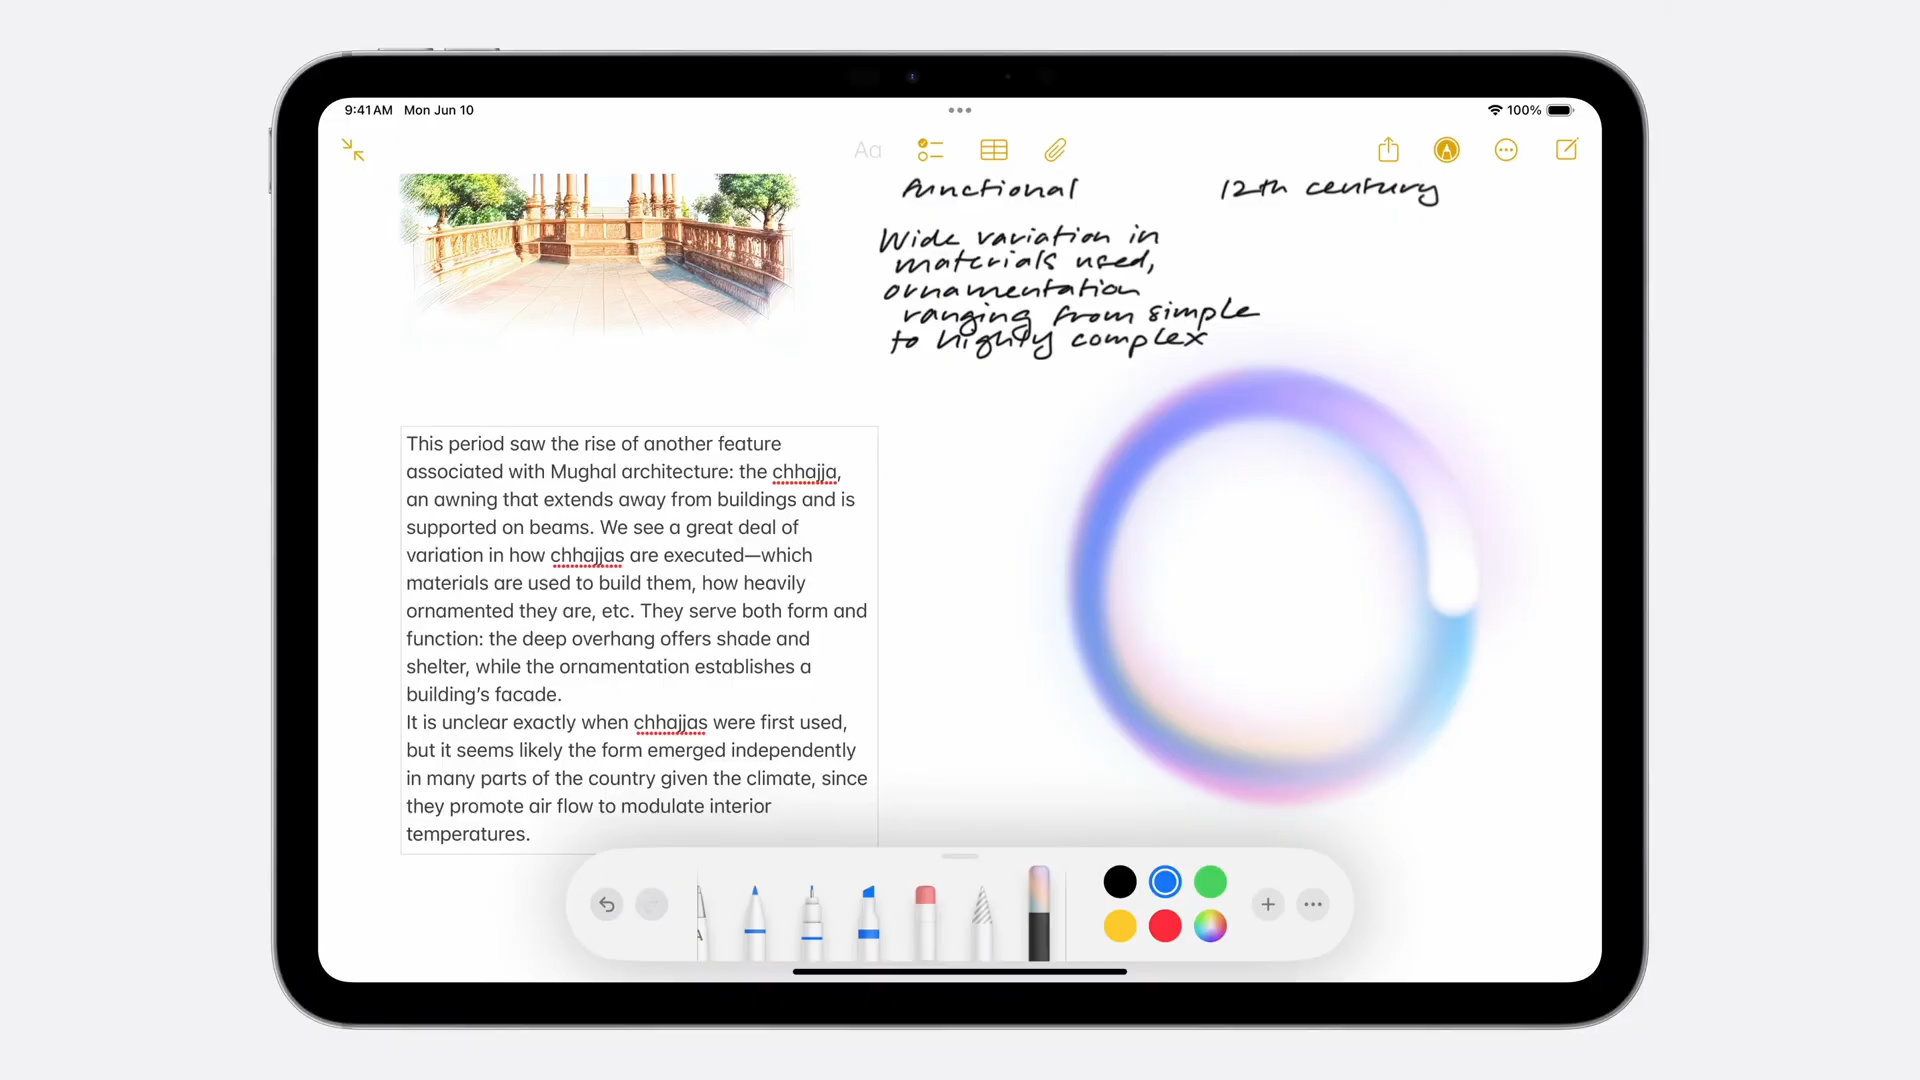 9:41 AM Mon Jun 10
100%
Aa
functional
12th century
Wide variation in
materials used,
ornamentation
ranging from simple
to highly complex
This period saw the rise of another feature
associated with Mughal architecture: the chhajja,
an awning that extends away from buildings and is
supported on beams. We see a great deal of
variation in how chhajjas are executed—which
materials are used to build them, how heavily
ornamented they are, etc. They serve both form and
function: the deep overhang offers shade and
shelter, while the ornamentation establishes a
building’s facade.
It is unclear exactly when chhajjas were first used,
but it seems likely the form emerged independently
in many parts of the country given the climate, since
they promote air flow to modulate interior
temperatures.
A